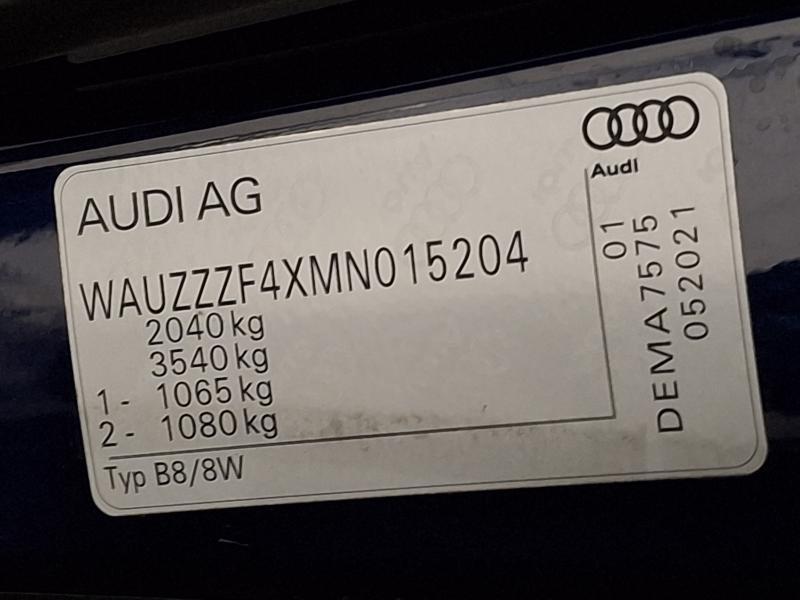 AUDI AG
WAUZZZF4XMN015204
2040 kg
3540 kg
1 - 1065 kg
2 - 1080 kg
Typ B8/8W
Audi
01
DEMA7575
052021